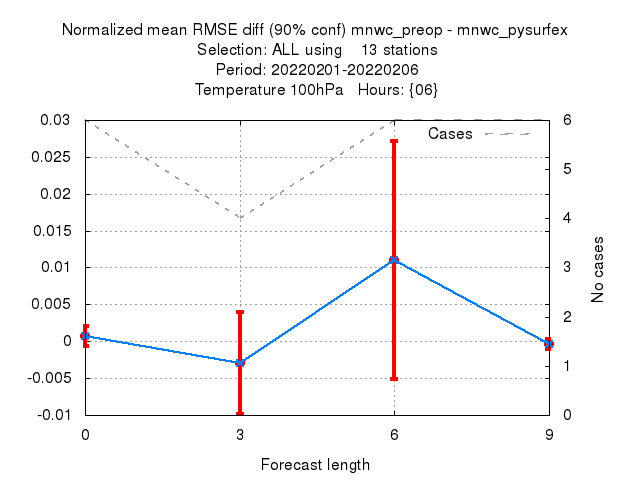 Normalized mean RMSE diff (90% conf) mnwc_preop - mnwc_pysurfex
Selection: ALL using    13 stations
Period: 20220201-20220206
Temperature 100hPa   Hours: {06}
0.03
0.025
0.02
0.015
0.01
0.005
0
-0.005
-0.01
Cases
6
5
4
3
2
1
0
No cases
0 3 6 9
Forecast length